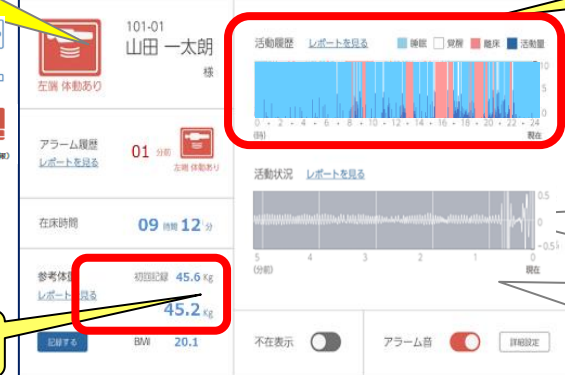 101-01
山田 一太朗
様
左端 体動あり
アラーム履歴
レポートを見る
01 分前
左端 体動あり
在床時間
09 時間 12 分
参考体
レポートを見る
初回記録 45.6 Kg
45.2 Kg
記録する
BMI 20.1
活動履歴 レポートを見る
睡眠 覚醒 離床 活動量
10
5
0
0 - 2 - 4 - 6 - 8 - 10 - 12 - 14 - 16 - 18 - 20 - 22 - 24
(時) 現在
活動状況 レポートを見る
0.5
0
-0.5
5 4 3 2 1 0
(分前) 現在
不在表示 アラーム音 詳細設定